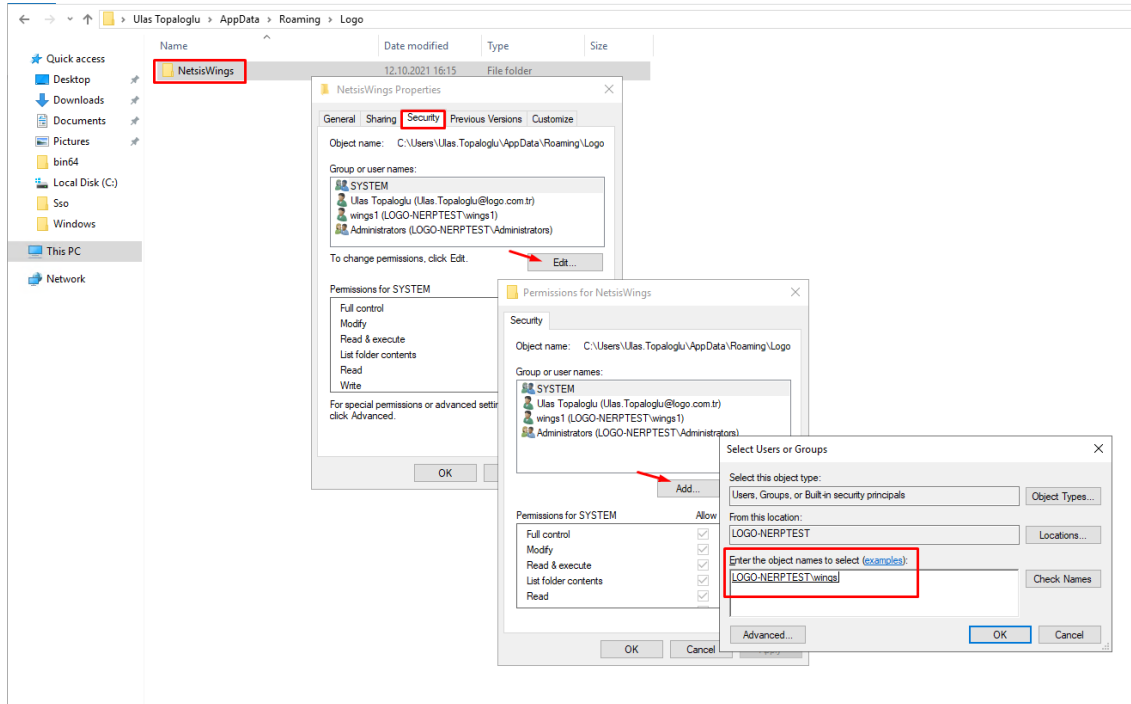 Ulas Topaloglu › AppData › Roaming › Logo
Name Date modified Type Size
Quick access
Desktop
Downloads
Documents
Pictures
bin64
Local Disk (C:)
Sso
Windows
This PC
Network
NetsisWings 12.10.2021 16:15 File folder
NetsisWings Properties
General Sharing Security Previous Versions Customize
Object name: C:\Users\Ulas.Topaloglu\AppData\Roaming\Logo
Group or user names:
SYSTEM
Ulas Topaloglu (Ulas.Topaloglu@logo.com.tr)
wings1 (LOGO-NERPTEST\wings1)
Administrators (LOGO-NERPTEST\Administrators)
To change permissions, click Edit.
Edit...
Permissions for SYSTEM
Full control
Modify
Read & execute
List folder contents
Read
Write
For special permissions or advanced
click Advanced.
OK
Permissions for NetsisWings
Security
Object name: C:\Users\Ulas.Topaloglu\AppData\Roaming\Logo
Group or user names:
SYSTEM
Ulas Topaloglu (Ulas.Topaloglu@logo.com.tr)
wings1 (LOGO-NERPTEST\wings1)
Administrators (LOGO-NERPTEST\Administrators)
Add...
Permissions for SYSTEM Allow
Full control
Modify
Read & execute
List folder contents
Read
OK Cancel
Select Users or Groups
Select this object type:
Users, Groups, or Built-in security principals
Object Types...
From this location:
LOGO-NERPTEST
Locations...
Enter the object names to select (examples):
LOGO-NERPTEST\wings
Check Names
Advanced...
OK Cancel